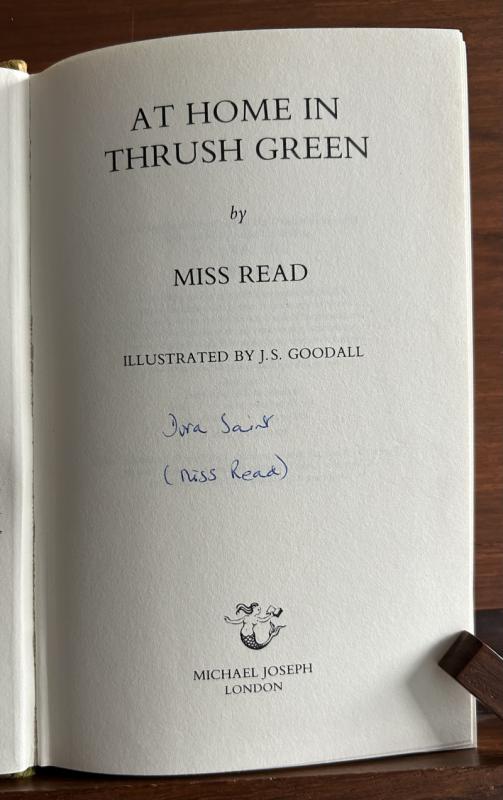 AT HOME IN
THRUSH GREEN
by
MISS READ
ILLUSTRATED BY J.S. GOODALL
Dora Saint
(Miss Read)
MICHAEL JOSEPH
LONDON